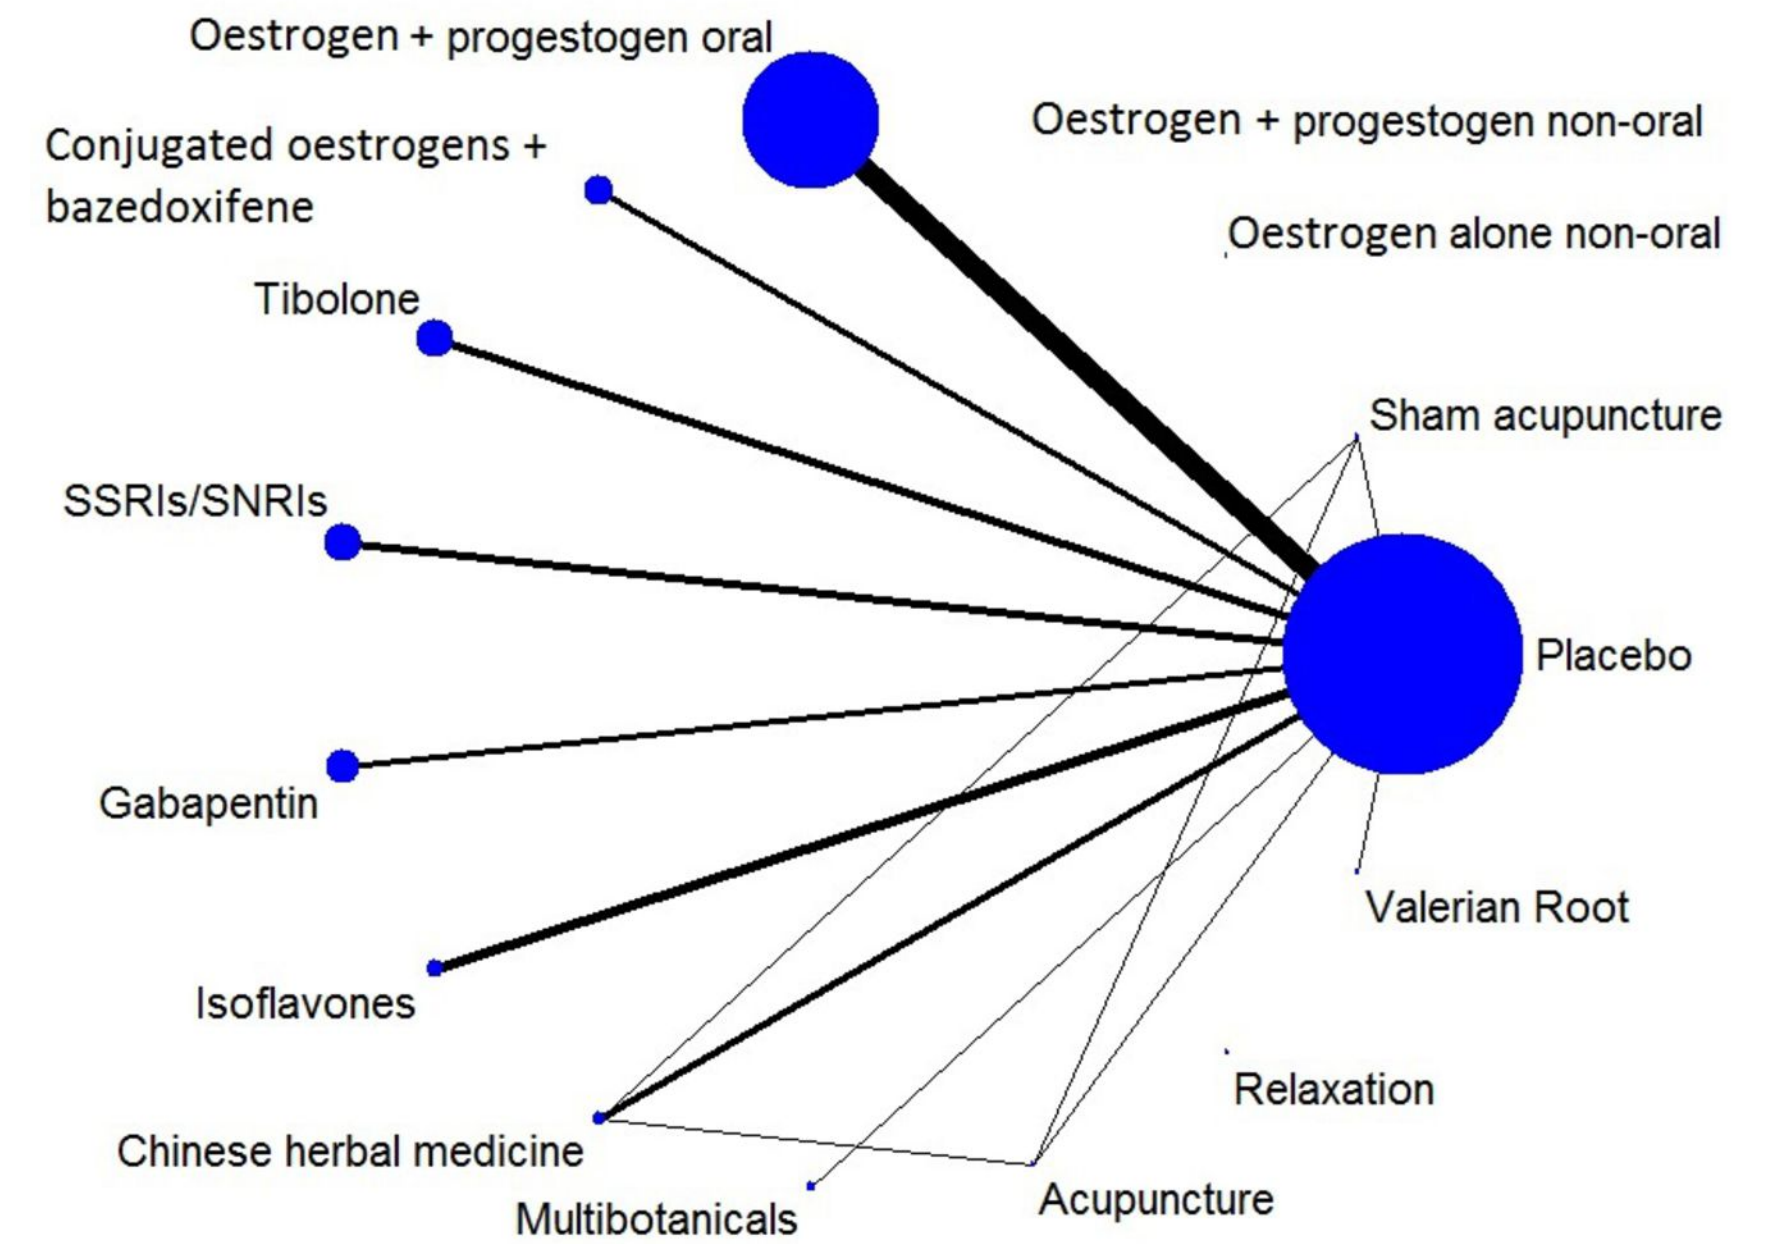 Oestrogen + progestogen oral
Oestrogen + progestogen non-oral
Conjugated oestrogens +
bazedoxifene
Oestrogen alone non-oral
Tibolone
Sham acupuncture
SSRIs/SNRIs
Placebo
Gabapentin
Valerian Root
Isoflavones
Relaxation
Chinese herbal medicine
Acupuncture
Multibotanicals